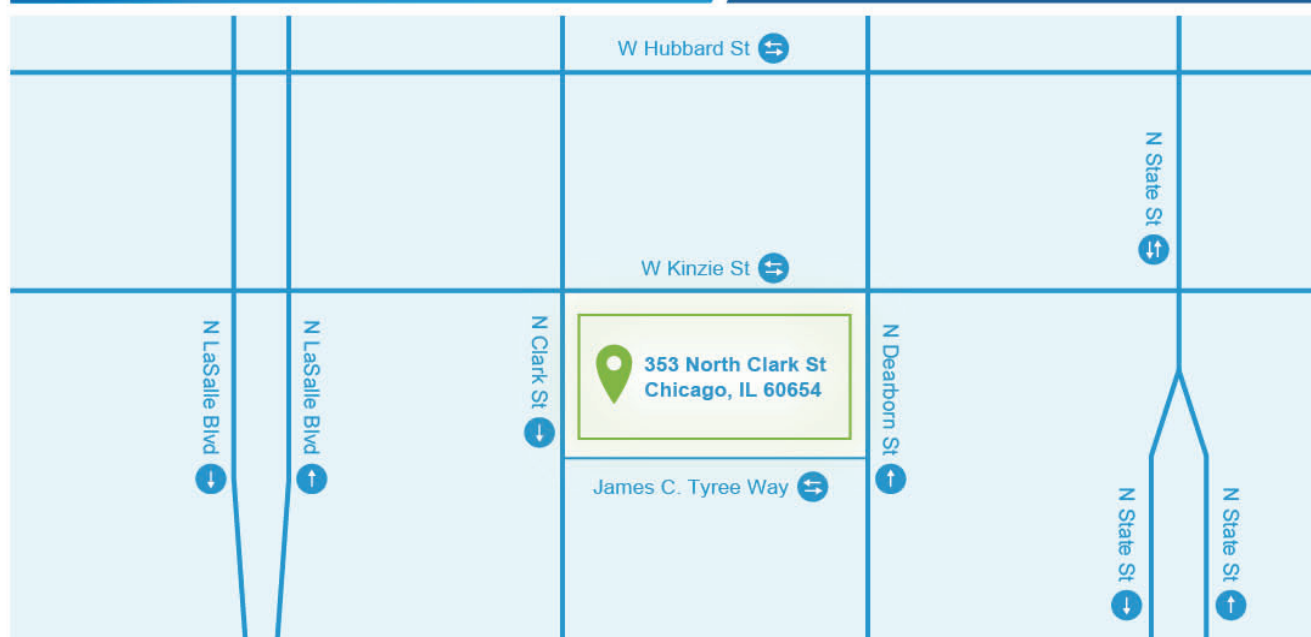 W Hubbard St
N State St
W Kinzie St
N LaSalle Blvd
N LaSalle Blvd
N Clark St
353 North Clark St
Chicago, IL 60654
N Dearborn St
James C. Tyree Way
N State St
N State St